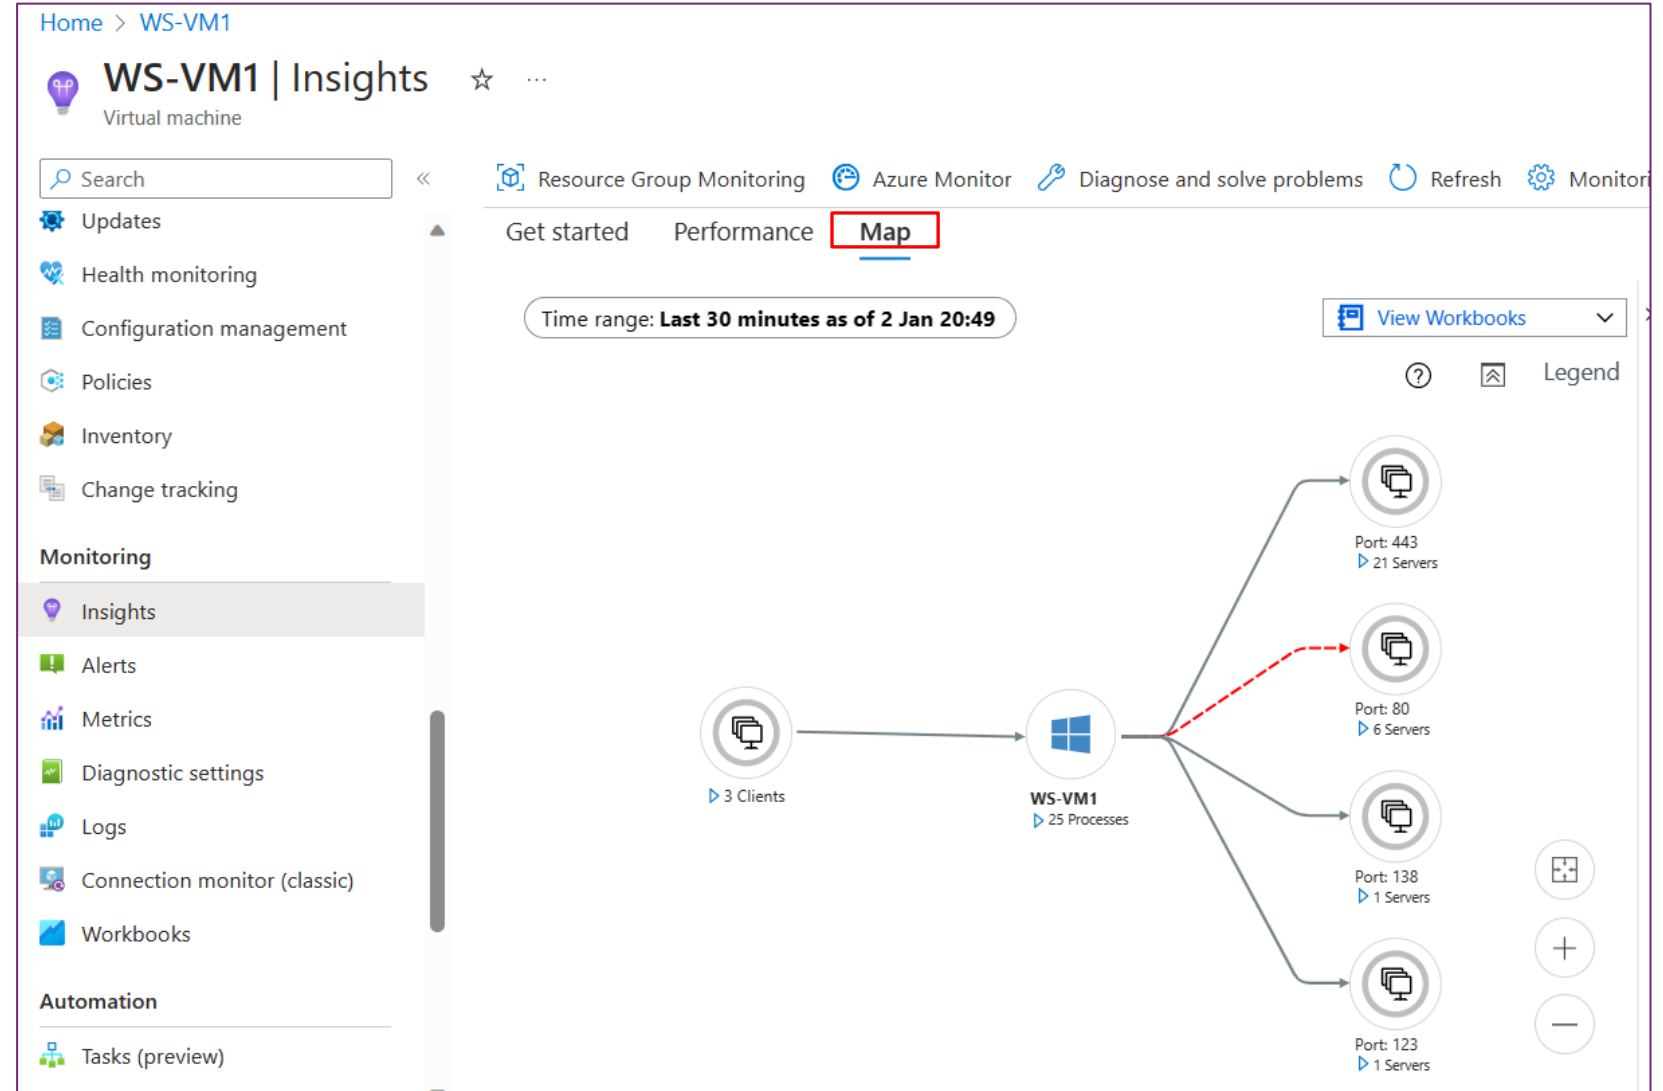 Home > WS-VM1
WS-VM1 | Insights
Virtual machine
Search
Updates
Health monitoring
Configuration management
Policies
Inventory
Change tracking
Monitoring
Insights
Alerts
Metrics
Diagnostic settings
Logs
Connection monitor (classic)
Workbooks
Automation
Tasks (preview)
Resource Group Monitoring Azure Monitor Diagnose and solve problems Refresh Monitori
Get started Performance Map
Time range: Last 30 minutes as of 2 Jan 20:49
View Workbooks
Legend
3 Clients
WS-VM1
25 Processes
Port: 443
21 Servers
Port: 80
6 Servers
Port: 138
1 Servers
Port: 123
1 Servers